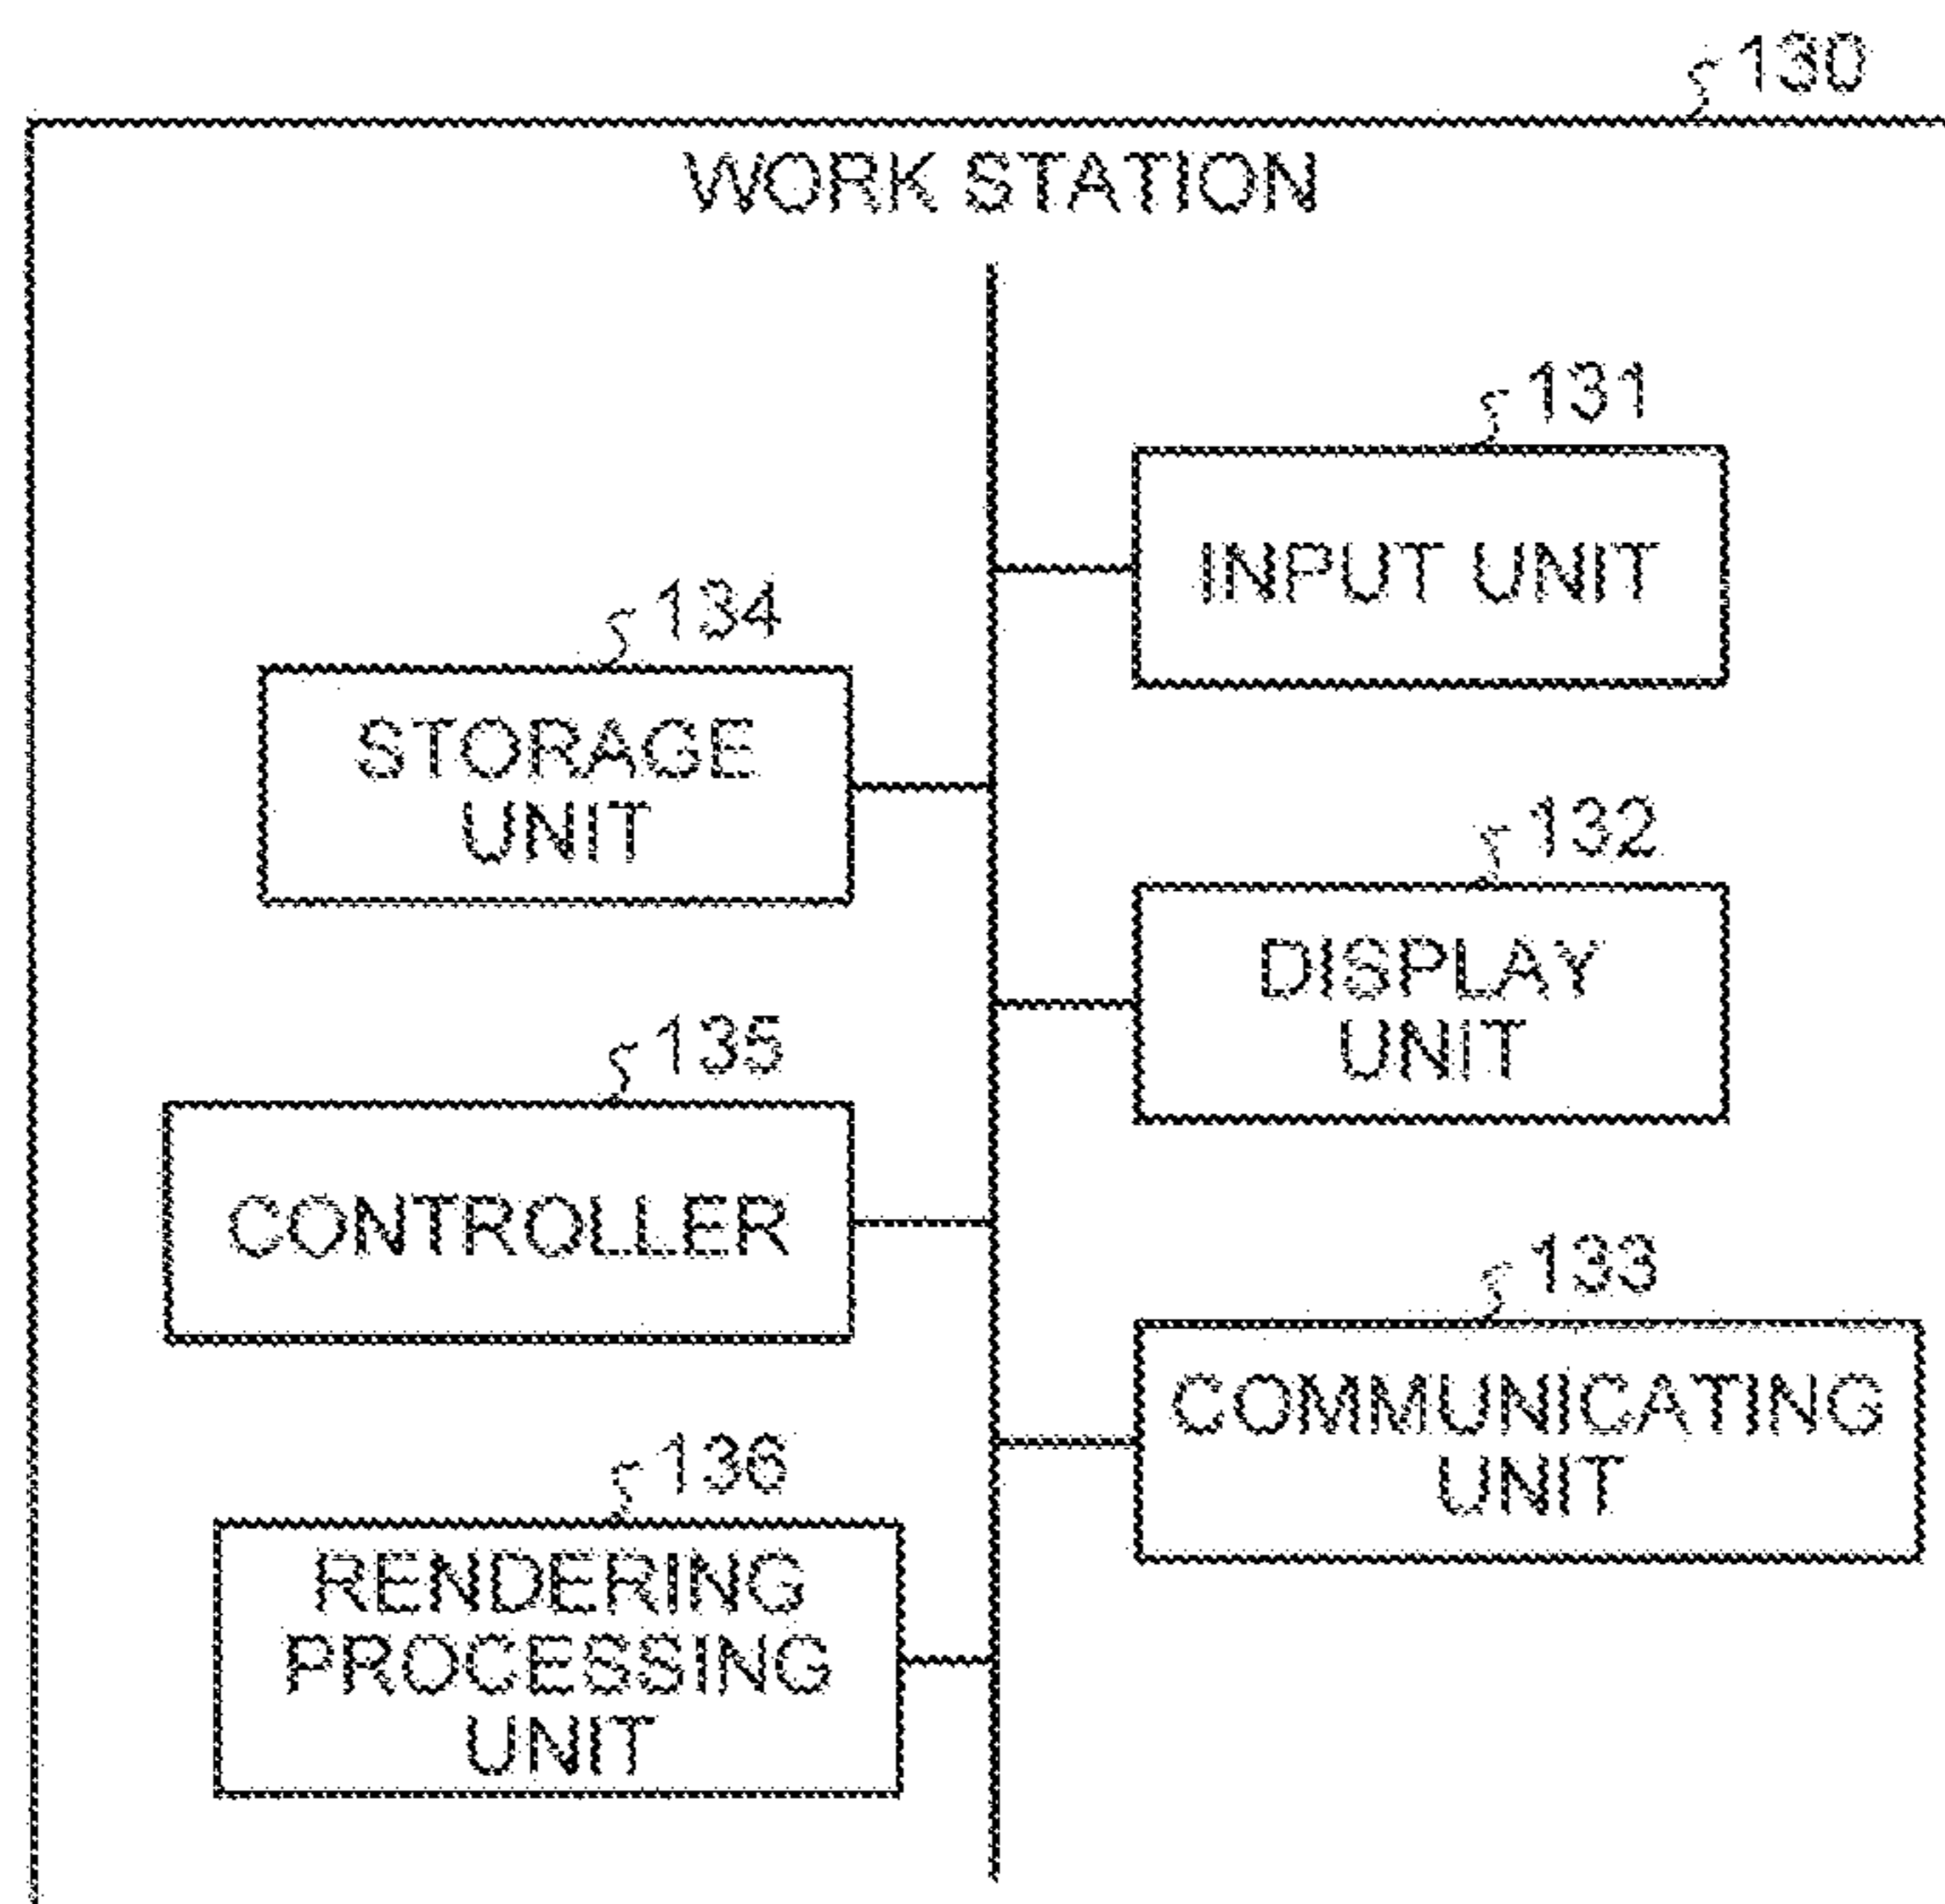 130
WORK STATION
131
INPUT UNIT
134
STORAGE
UNIT
132
DISPLAY
UNIT
135
CONTROLLER
133
COMMUNICATING
UNIT
136
RENDERING
PROCESSING
UNIT